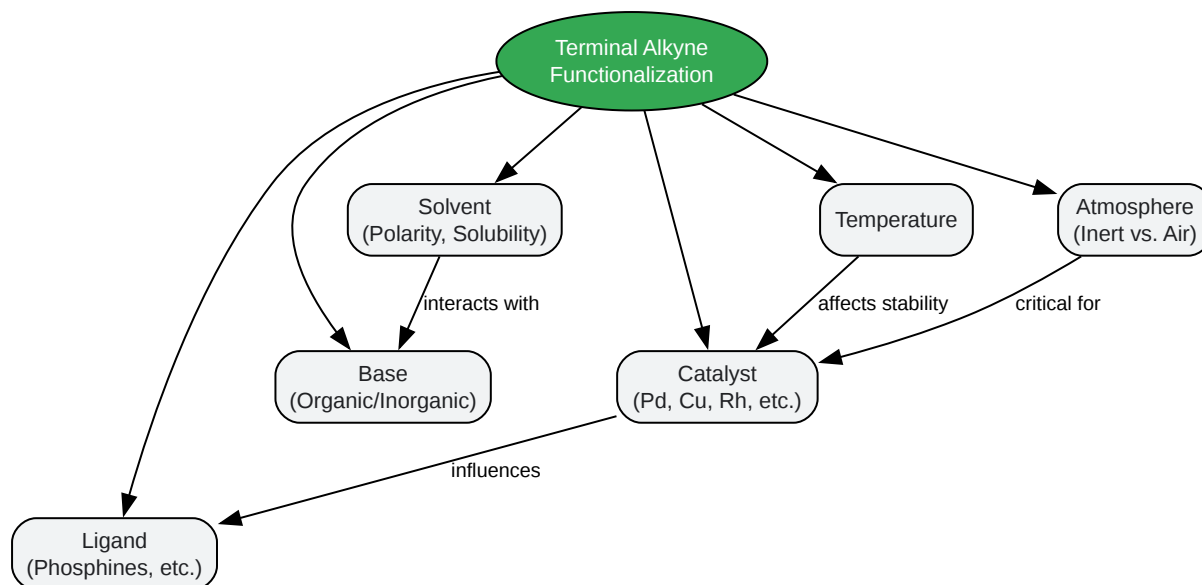 Terminal Alkyne
Functionalization
Solvent
(Polarity, Solubility)
Temperature
Atmosphere
(Inert vs. Air)
interacts with
affects stability
critical for
Base
(Organic/Inorganic)
Catalyst
(Pd, Cu, Rh, etc.)
influences
Ligand
(Phosphines, etc.)